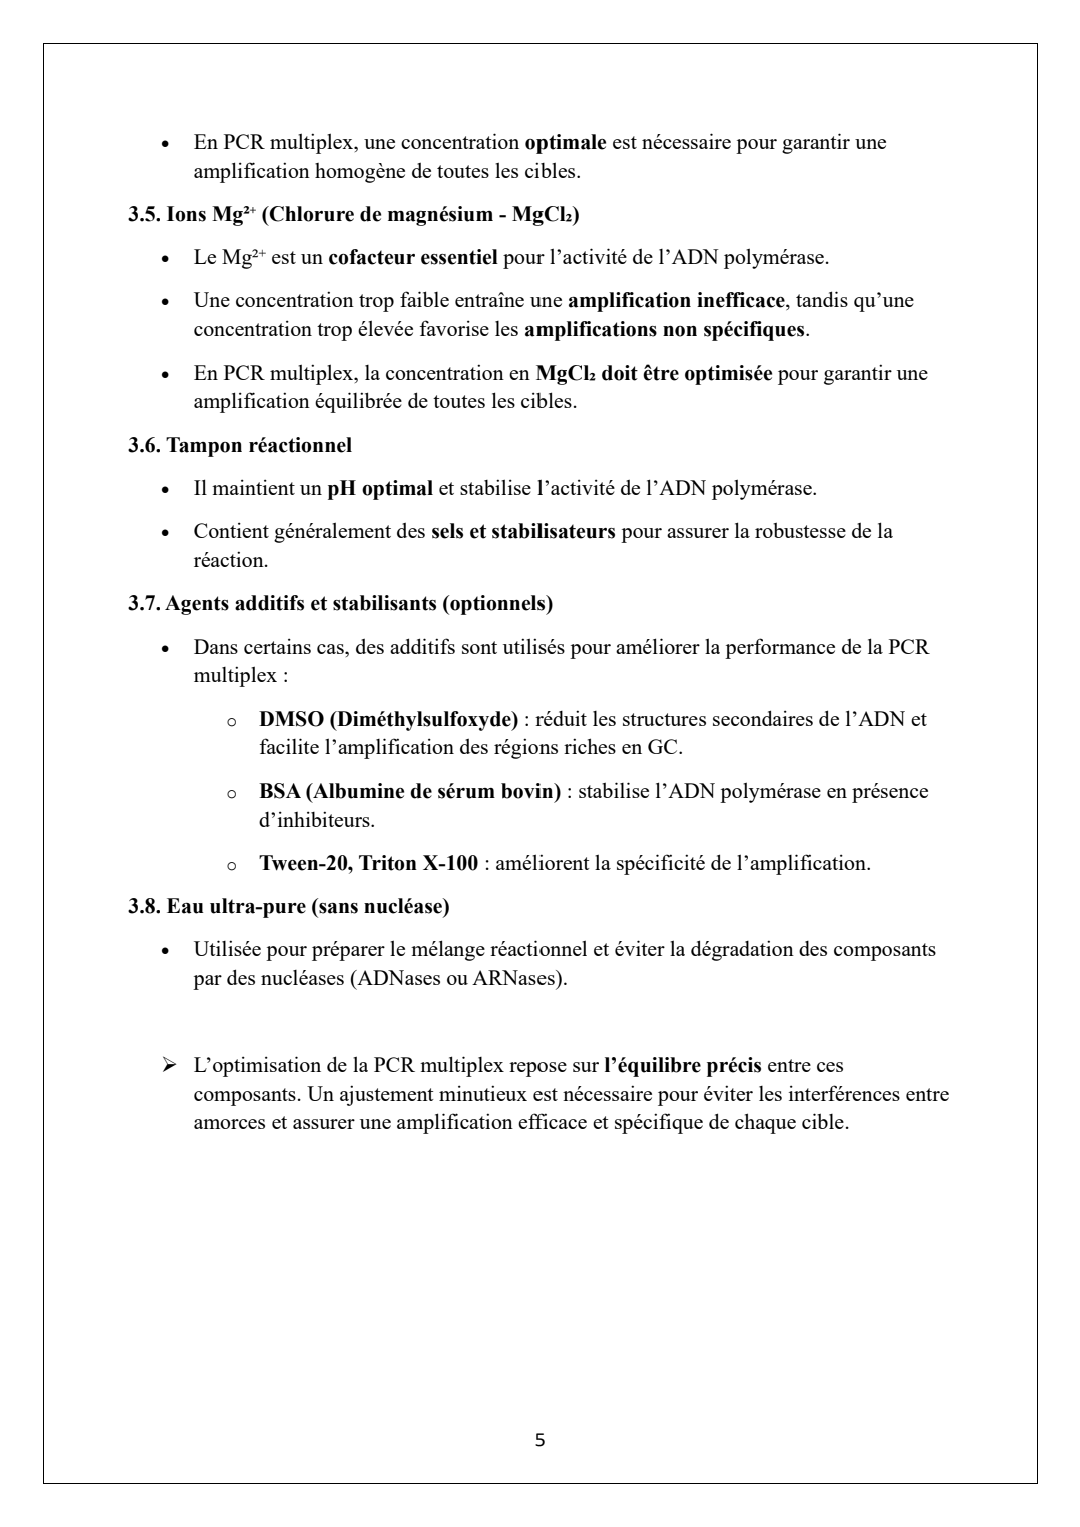 • En PCR multiplex, une concentration optimale est nécessaire pour garantir une
amplification homogène de toutes les cibles.
3.5. Ions Mg²⁺ (Chlorure de magnésium - MgCl₂)
• Le Mg²⁺ est un cofacteur essentiel pour l’activité de l’ADN polymérase.
• Une concentration trop faible entraîne une amplification inefficace, tandis qu’une
concentration trop élevée favorise les amplifications non spécifiques.
• En PCR multiplex, la concentration en MgCl₂ doit être optimisée pour garantir une
amplification équilibrée de toutes les cibles.
3.6. Tampon réactionnel
• Il maintient un pH optimal et stabilise l’activité de l’ADN polymérase.
• Contient généralement des sels et stabilisateurs pour assurer la robustesse de la
réaction.
3.7. Agents additifs et stabilisants (optionnels)
• Dans certains cas, des additifs sont utilisés pour améliorer la performance de la PCR
multiplex :
o DMSO (Diméthylsulfoxyde) : réduit les structures secondaires de l’ADN et
facilite l’amplification des régions riches en GC.
o BSA (Albumine de sérum bovin) : stabilise l’ADN polymérase en présence
d’inhibiteurs.
o Tween-20, Triton X-100 : améliorent la spécificité de l’amplification.
3.8. Eau ultra-pure (sans nucléase)
• Utilisée pour préparer le mélange réactionnel et éviter la dégradation des composants
par des nucléases (ADNases ou ARNases).
➢ L’optimisation de la PCR multiplex repose sur l’équilibre précis entre ces
composants. Un ajustement minutieux est nécessaire pour éviter les interférences entre
amorces et assurer une amplification efficace et spécifique de chaque cible.
5